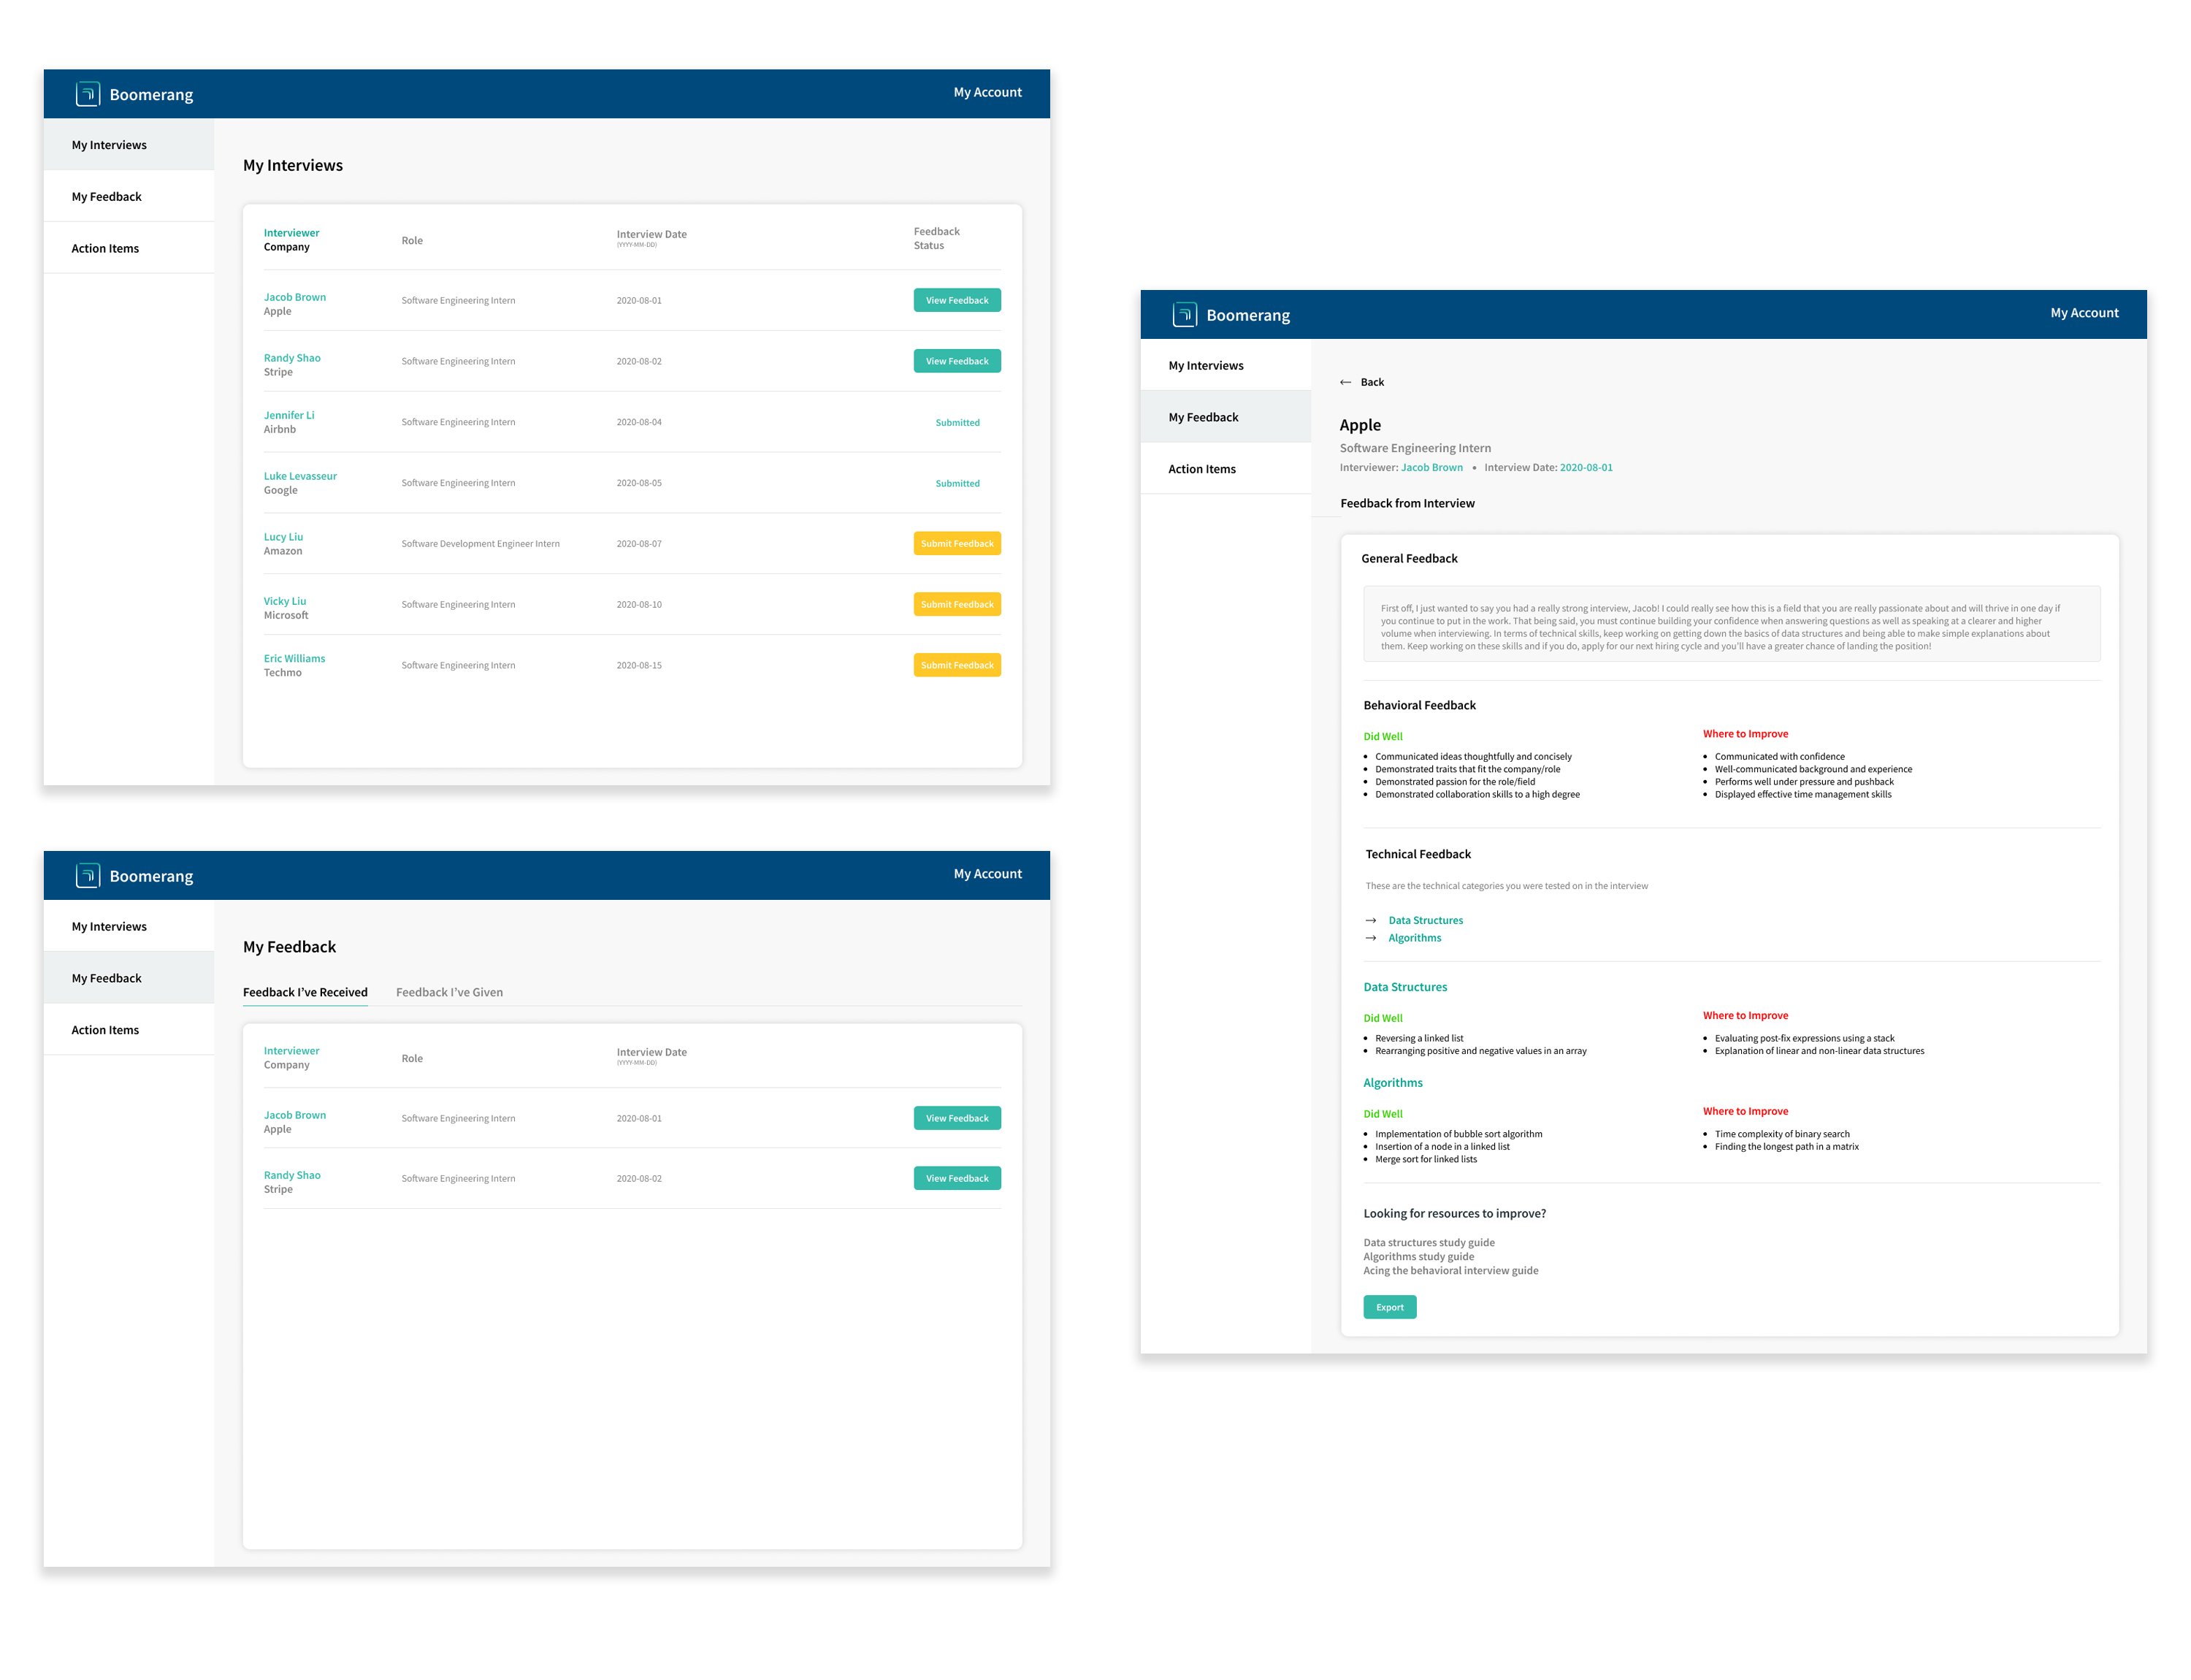 Boomerang
My Account
My Interviews
My Feedback
Action Items
My Interviews
Interviewer
Company
Role
Interview Date
(YYYY-MM-DD)
Feedback
Status
Jacob Brown
Apple
Software Engineering Intern
2020-08-01
View Feedback
Randy Shao
Stripe
Software Engineering Intern
2020-08-02
View Feedback
Jennifer Li
Airbnb
Software Engineering Intern
2020-08-04
Submitted
Luke Levasseur
Google
Software Engineering Intern
2020-08-05
Submitted
Lucy Liu
Amazon
Software Development Engineer Intern
2020-08-07
Submit Feedback
Vicky Liu
Microsoft
Software Engineering Intern
2020-08-10
Submit Feedback
Eric Williams
Techmo
Software Engineering Intern
2020-08-15
Submit Feedback
Boomerang
My Account
My Interviews
My Feedback
Action Items
My Feedback
Feedback I've Received
Feedback I've Given
Interviewer
Company
Role
Interview Date
(YYYY-MM-DD)
Jacob Brown
Apple
Software Engineering Intern
2020-08-01
View Feedback
Randy Shao
Stripe
Software Engineering Intern
2020-08-02
View Feedback
Boomerang
My Account
My Interviews
My Feedback
Action Items
← Back
Apple
Software Engineering Intern
Interviewer: Jacob Brown • Interview Date: 2020-08-01
Feedback from Interview
General Feedback
First off, I just wanted to say you had a really strong interview, Jacob! I could really see how this is a field that you are really passionate about and will thrive in one day if
you continue to put in the work. That being said, you must continue building your confidence when answering questions as well as speaking at a clearer and higher
volume when interviewing. In terms of technical skills, keep working on getting down the basics of data structures and being able to make simple explanations about
them. Keep working on these skills and if you do, apply for our next hiring cycle and you'll have a greater chance of landing the position!
Behavioral Feedback
Did Well
• Communicated ideas thoughtfully and concisely
• Demonstrated traits that fit the company/role
• Demonstrated passion for the role/field
• Demonstrated collaboration skills to a high degree
Where to Improve
• Communicated with confidence
• Well-communicated background and experience
• Performs well under pressure and pushback
• Displayed effective time management skills
Technical Feedback
These are the technical categories you were tested on in the interview
→ Data Structures
→ Algorithms
Data Structures
Did Well
• Reversing a linked list
• Rearranging positive and negative values in an array
Where to Improve
• Evaluating post-fix expressions using a stack
• Explanation of linear and non-linear data structures
Algorithms
Did Well
• Implementation of bubble sort algorithm
• Insertion of a node in a linked list
• Merge sort for linked lists
Where to Improve
• Time complexity of binary search
• Finding the longest path in a matrix
Looking for resources to improve?
Data structures study guide
Algorithms study guide
Acing the behavioral interview guide
Export